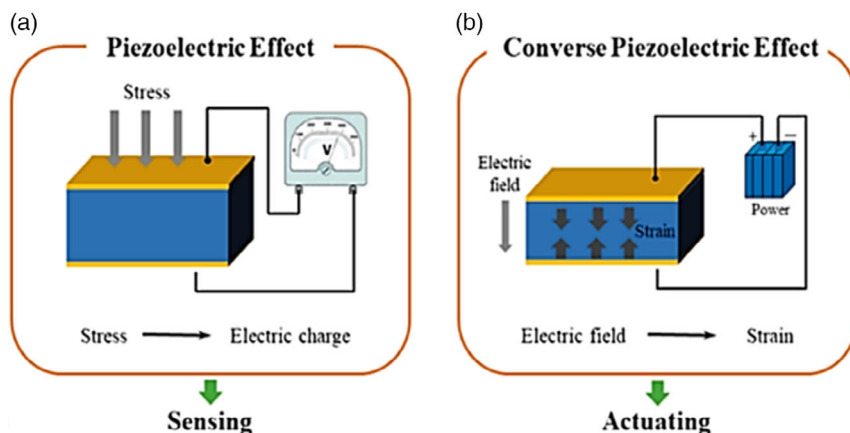 (a)
Piezoelectric Effect
Stress
V
Stress
Electric charge
Sensing
(b)
Converse Piezoelectric Effect
Electric
field
+
−
Power
Strain
Electric field
Strain
Actuating